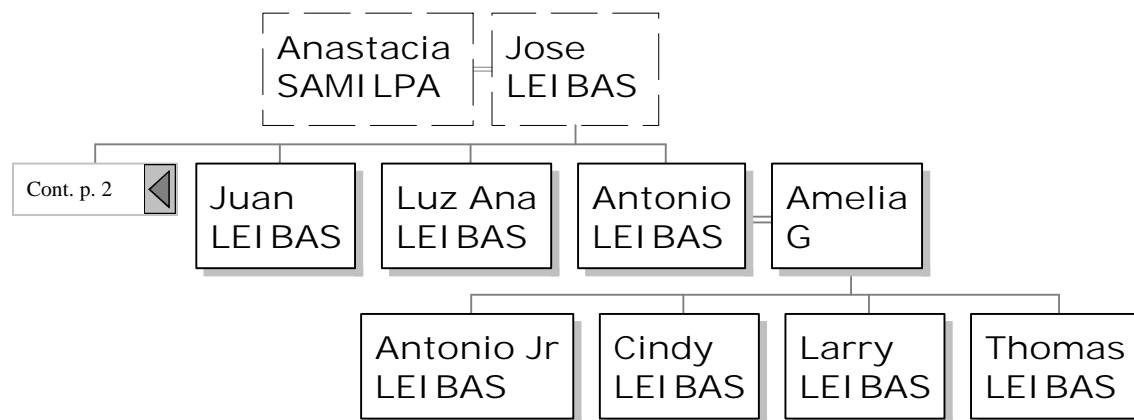 Anastacia
SAMILPA
Jose
LEIBAS
Cont. p. 2
Juan
LEIBAS
Luz Ana
LEIBAS
Antonio
LEIBAS
Amelia
G
Antonio Jr
LEIBAS
Cindy
LEIBAS
Larry
LEIBAS
Thomas
LEIBAS